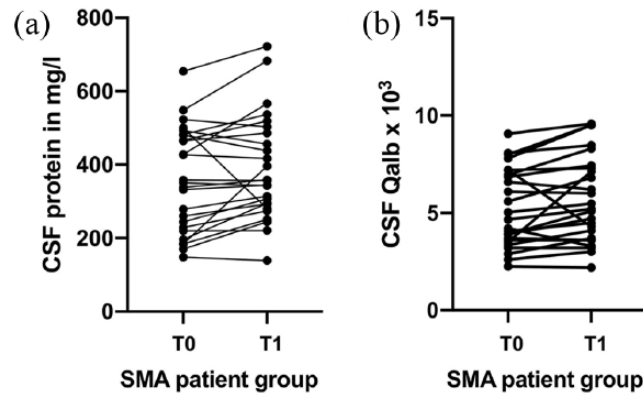 (a)
CSF protein in mg/l
800
600
400
200
0
T0 T1
SMA patient group
(b)
CSF Qalb x 10³
15
10
5
0
T0 T1
SMA patient group